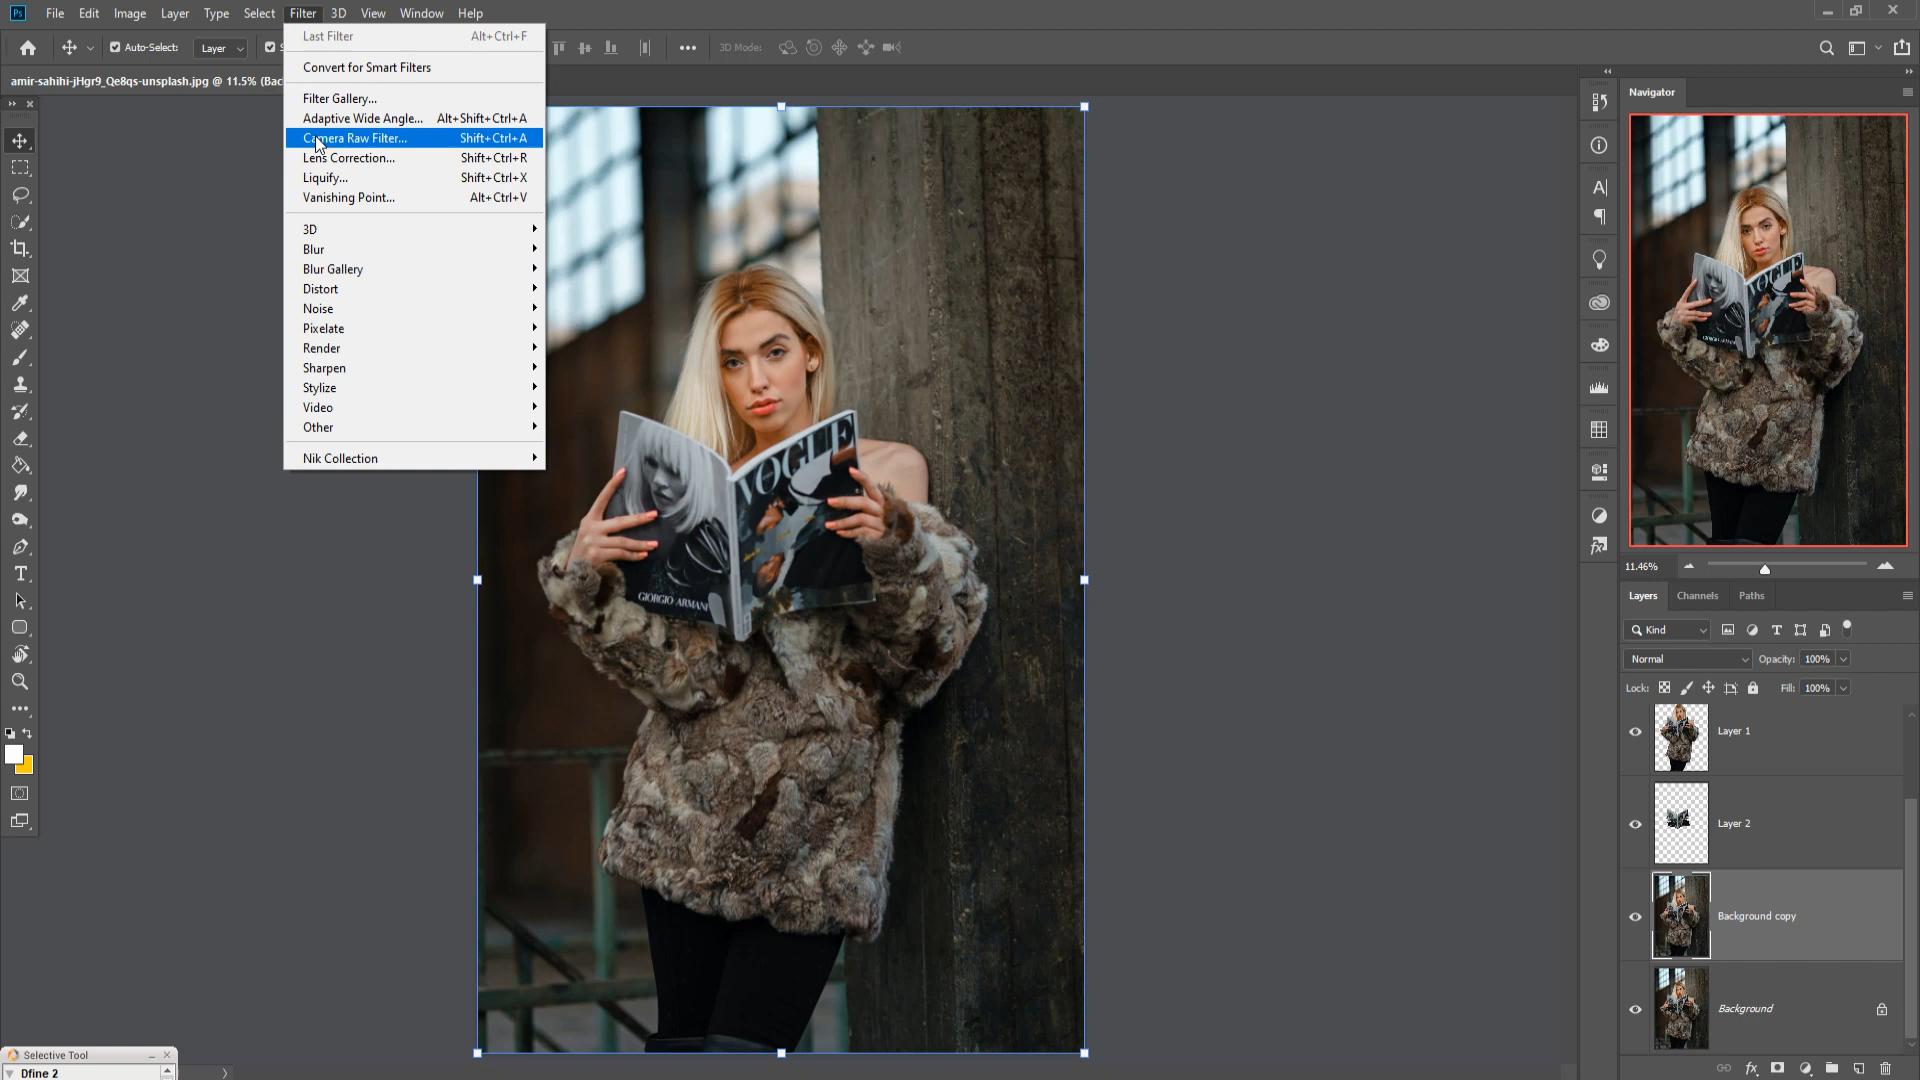 Ps File Edit Image Layer Type Select Filter 3D View Window Help
Auto-Select: Layer
3D Mode:
amir-sahihi-jHgr9_Qe8qs-unsplash.jpg @ 11.5% (Bac
Last Filter Alt+Ctrl+F
Convert for Smart Filters
Filter Gallery...
Adaptive Wide Angle... Alt+Shift+Ctrl+A
Camera Raw Filter... Shift+Ctrl+A
Lens Correction... Shift+Ctrl+R
Liquify... Shift+Ctrl+X
Vanishing Point... Alt+Ctrl+V
3D
Blur
Blur Gallery
Distort
Noise
Pixelate
Render
Sharpen
Stylize
Video
Other
Nik Collection
VOGUE
GIORGIO ARMANI
Navigator
VOGUE
11.46%
Layers Channels Paths
Kind
Normal Opacity: 100%
Lock: Fill: 100%
Layer 1
Layer 2
Background copy
Background
Selective Tool
Dfine 2